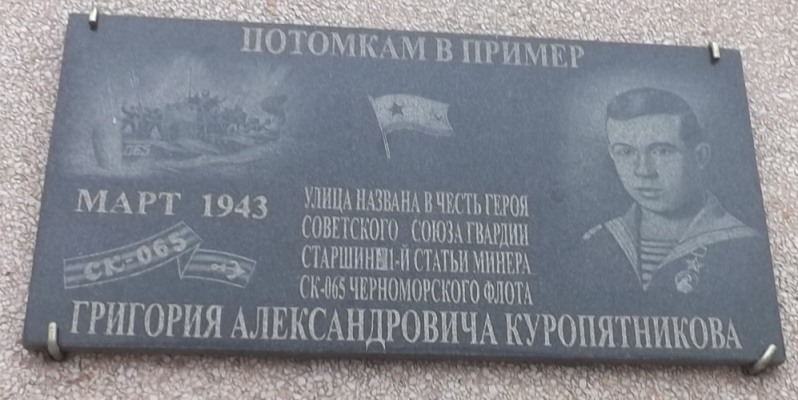 ПОТОМКАМ В ПРИМЕР
065
МАРТ 1943
СК-065
УЛИЦА НАЗВАНА В ЧЕСТЬ ГЕРОЯ
СОВЕТСКОГО СОЮЗА ГВАРДИИ
СТАРШИНЫ 1-Й СТАТЬИ МИНЕРА
СК-065 ЧЕРНОМОРСКОГО ФЛОТА
ГРИГОРИЯ АЛЕКСАНДРОВИЧА КУРОПЯТНИКОВА